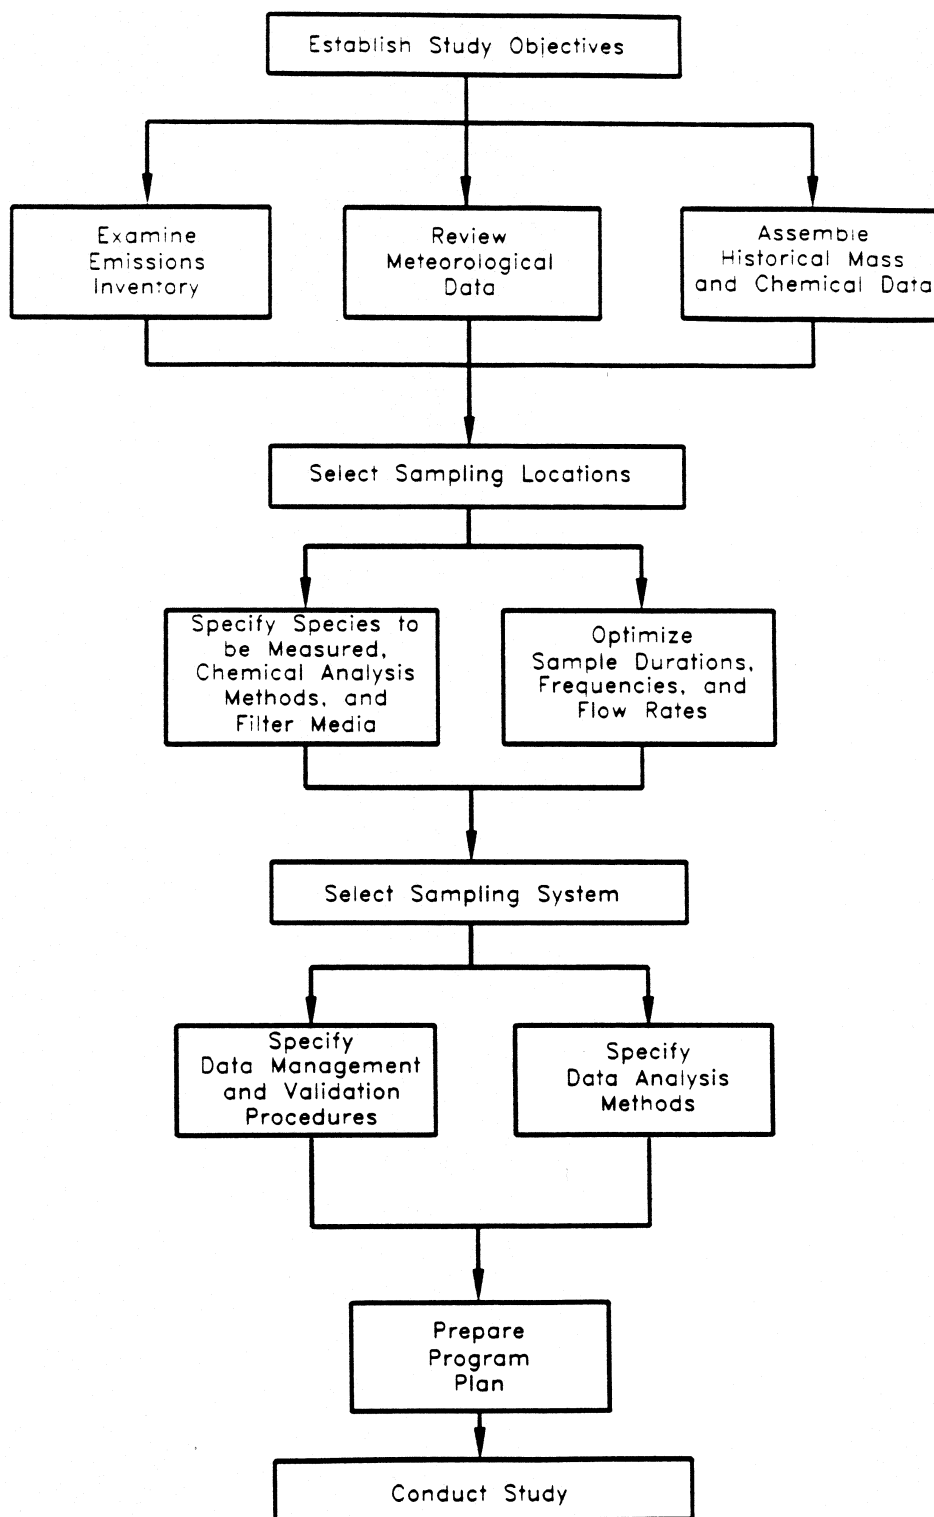 Establish Study Objectives
Examine
Emissions
Inventory
Review
Meteorological
Data
Assemble
Historical Mass
and Chemical Data
Select Sampling Locations
Specify Species to
be Measured,
Chemical Analysis
Methods, and
Filter Media
Optimize
Sample Durations,
Frequencies, and
Flow Rates
Select Sampling System
Specify
Data Management
and Validation
Procedures
Specify
Data Analysis
Methods
Prepare
Program
Plan
Conduct Study